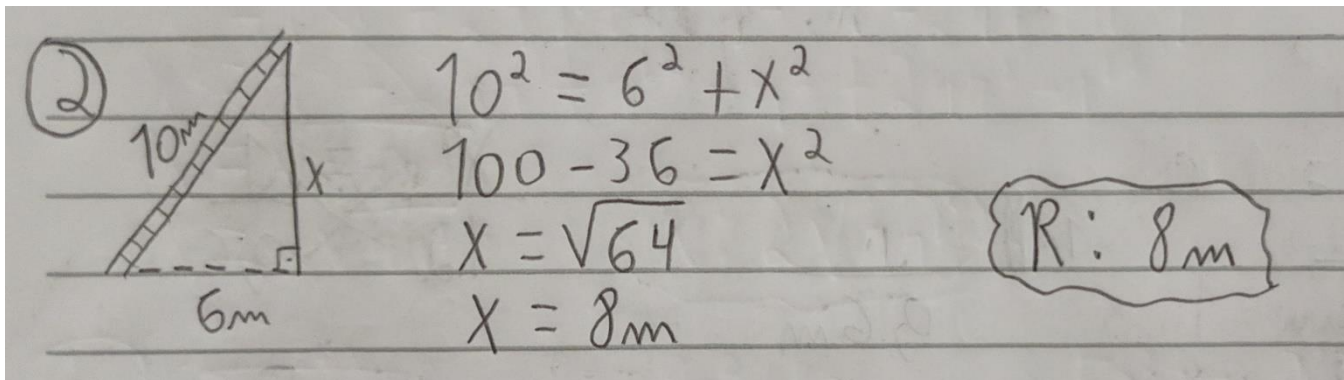 2
10m
x
6m
10² = 6² + x²
100 - 36 = x²
x = √64
x = 8m
R: 8m